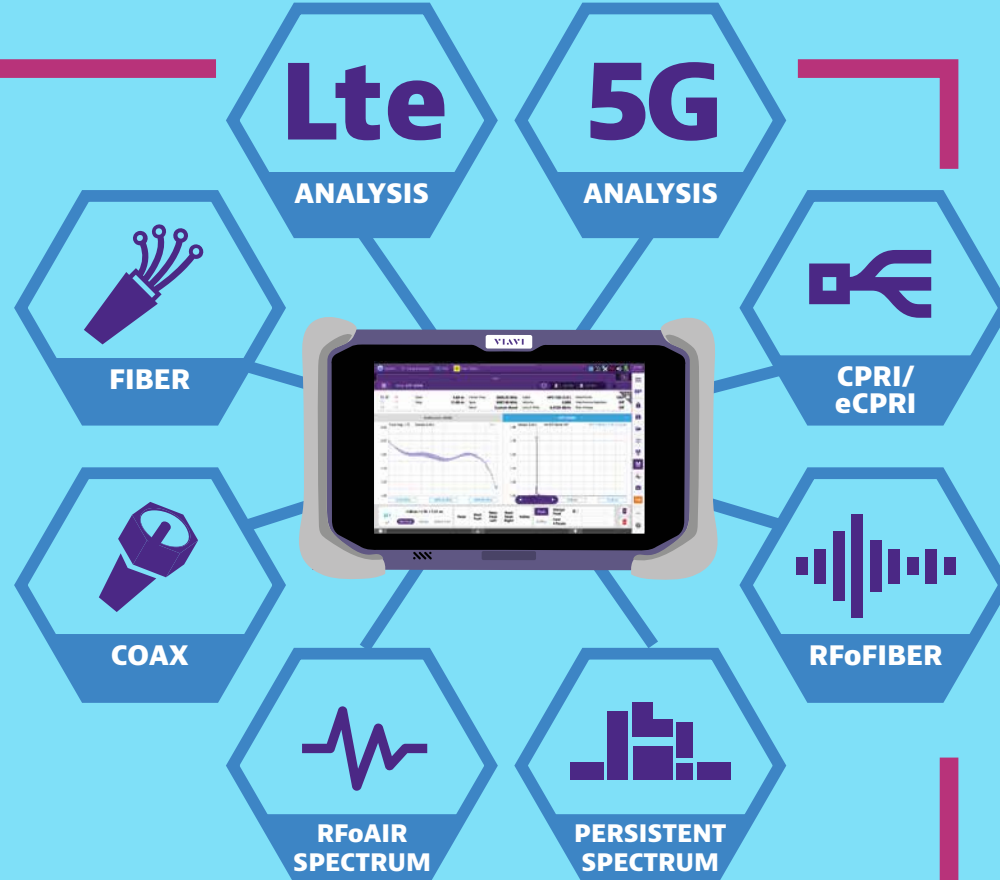 Lte
ANALYSIS
5G
ANALYSIS
FIBER
CPRI/
eCPRI
VIAVI
COAX
RFoFIBER
RFoAIR
SPECTRUM
PERSISTENT
SPECTRUM